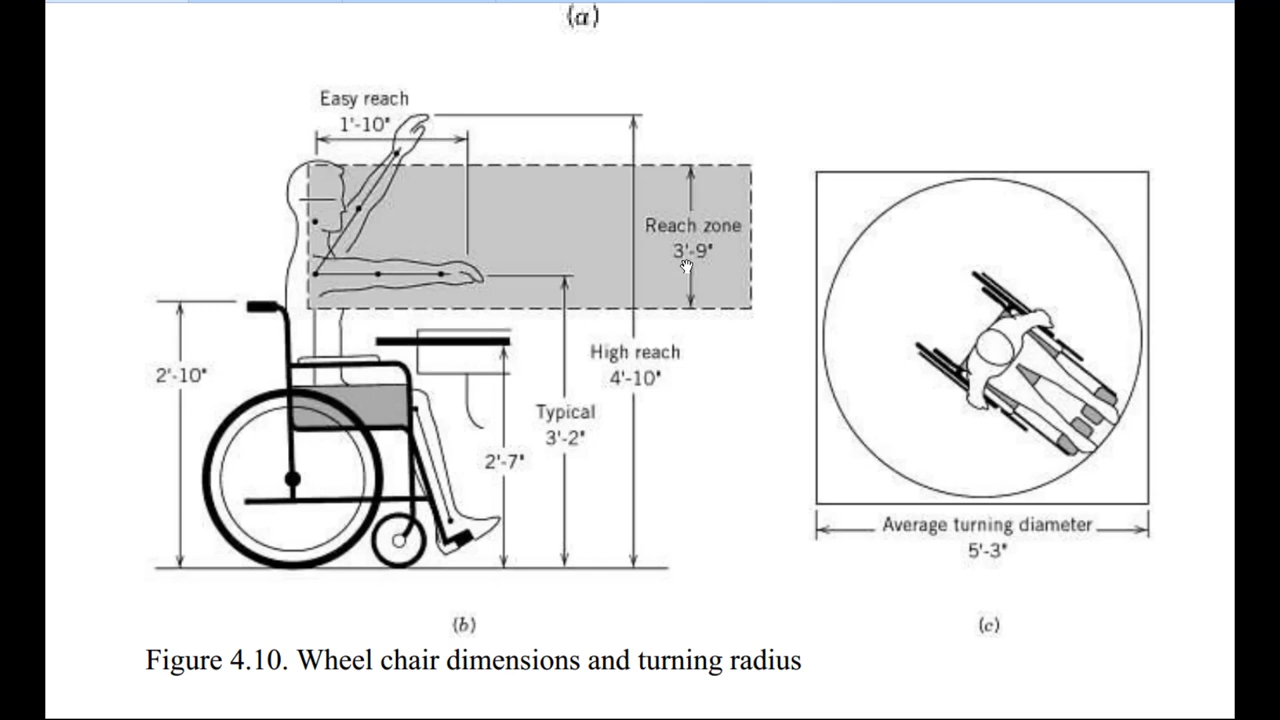 (a)
Easy reach
1'-10"
Reach zone
3'-9"
2'-10"
High reach
4'-10"
Typical
3'-2"
2'-7"
Average turning diameter
5'-3"
(b)
(c)
Figure 4.10. Wheel chair dimensions and turning radius